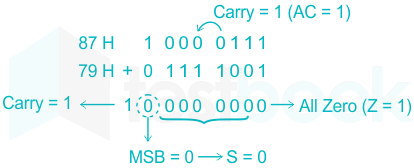 Carry = 1 (AC = 1)
87 H 1 0 0 0 0 1 1 1
79 H + 0 1 1 1 1 0 0 1
Carry = 1 1 0 0 0 0 0 0 0 0 All Zero (Z = 1)
MSB = 0 → S = 0
testbook